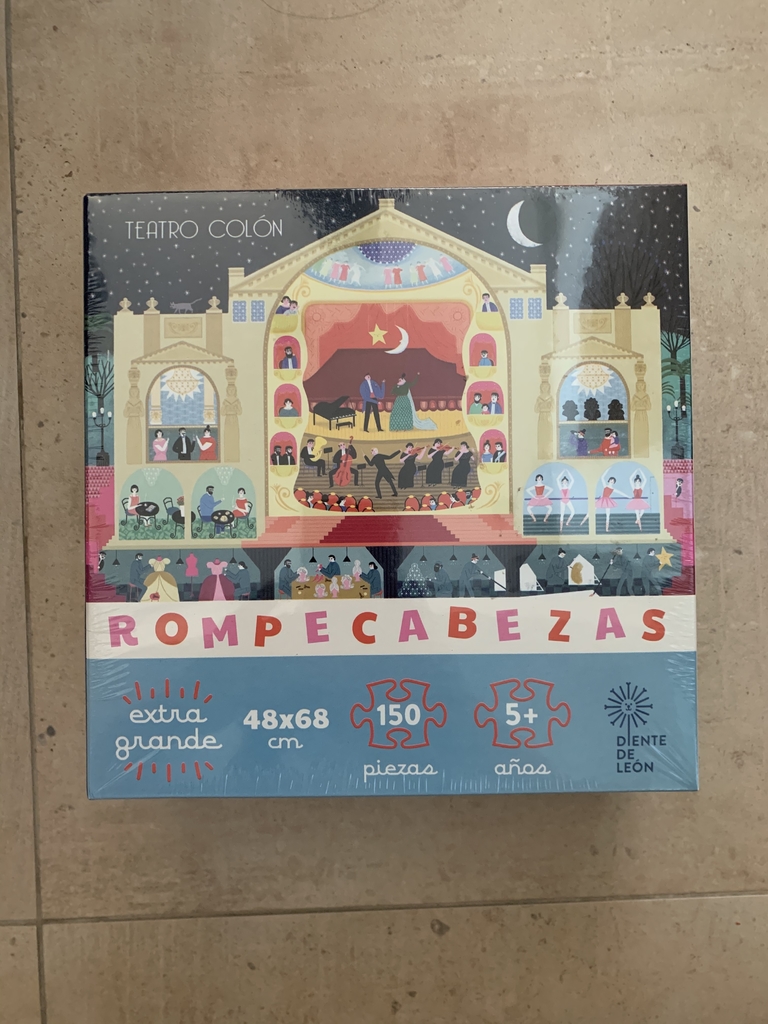 TEATRO COLÓN
ROMPECABEZAS
extra
grande
48x68
cm
150
piezas
5+
años
DIENTE
DE
LEÓN